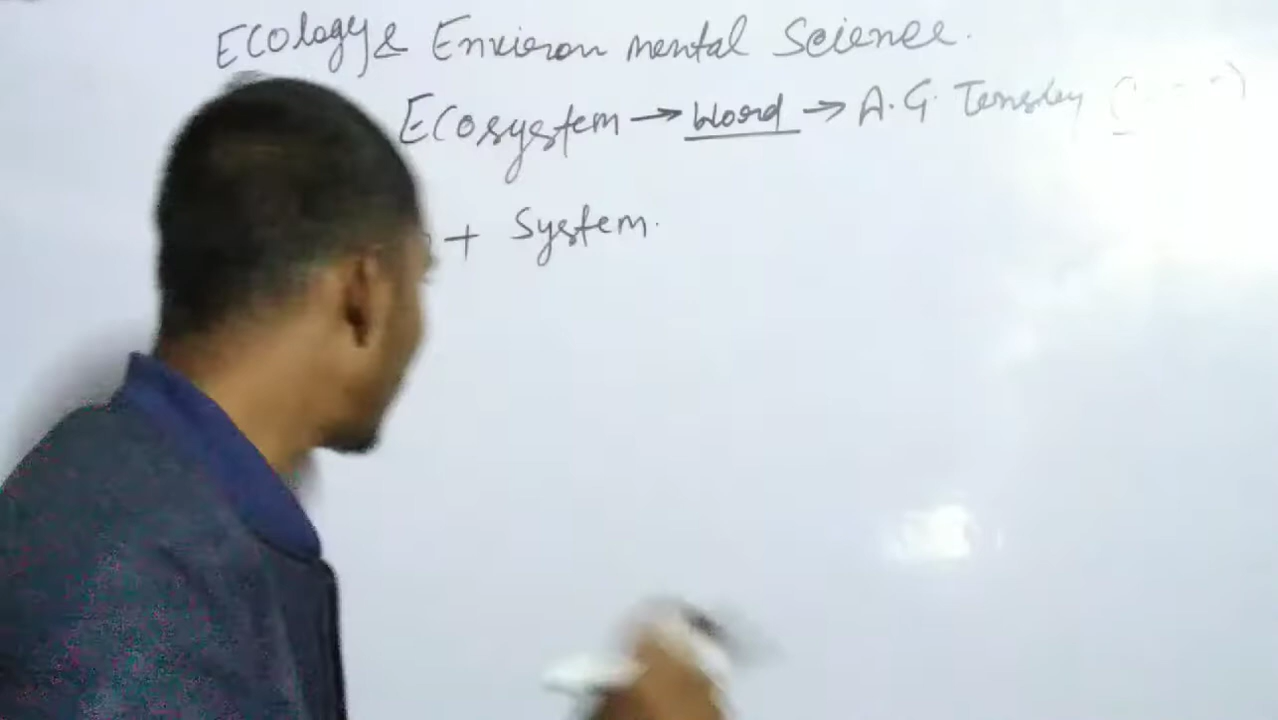 Ecology & Environmental Science.
Ecosystem → word → A.G. Tansley
+ System.